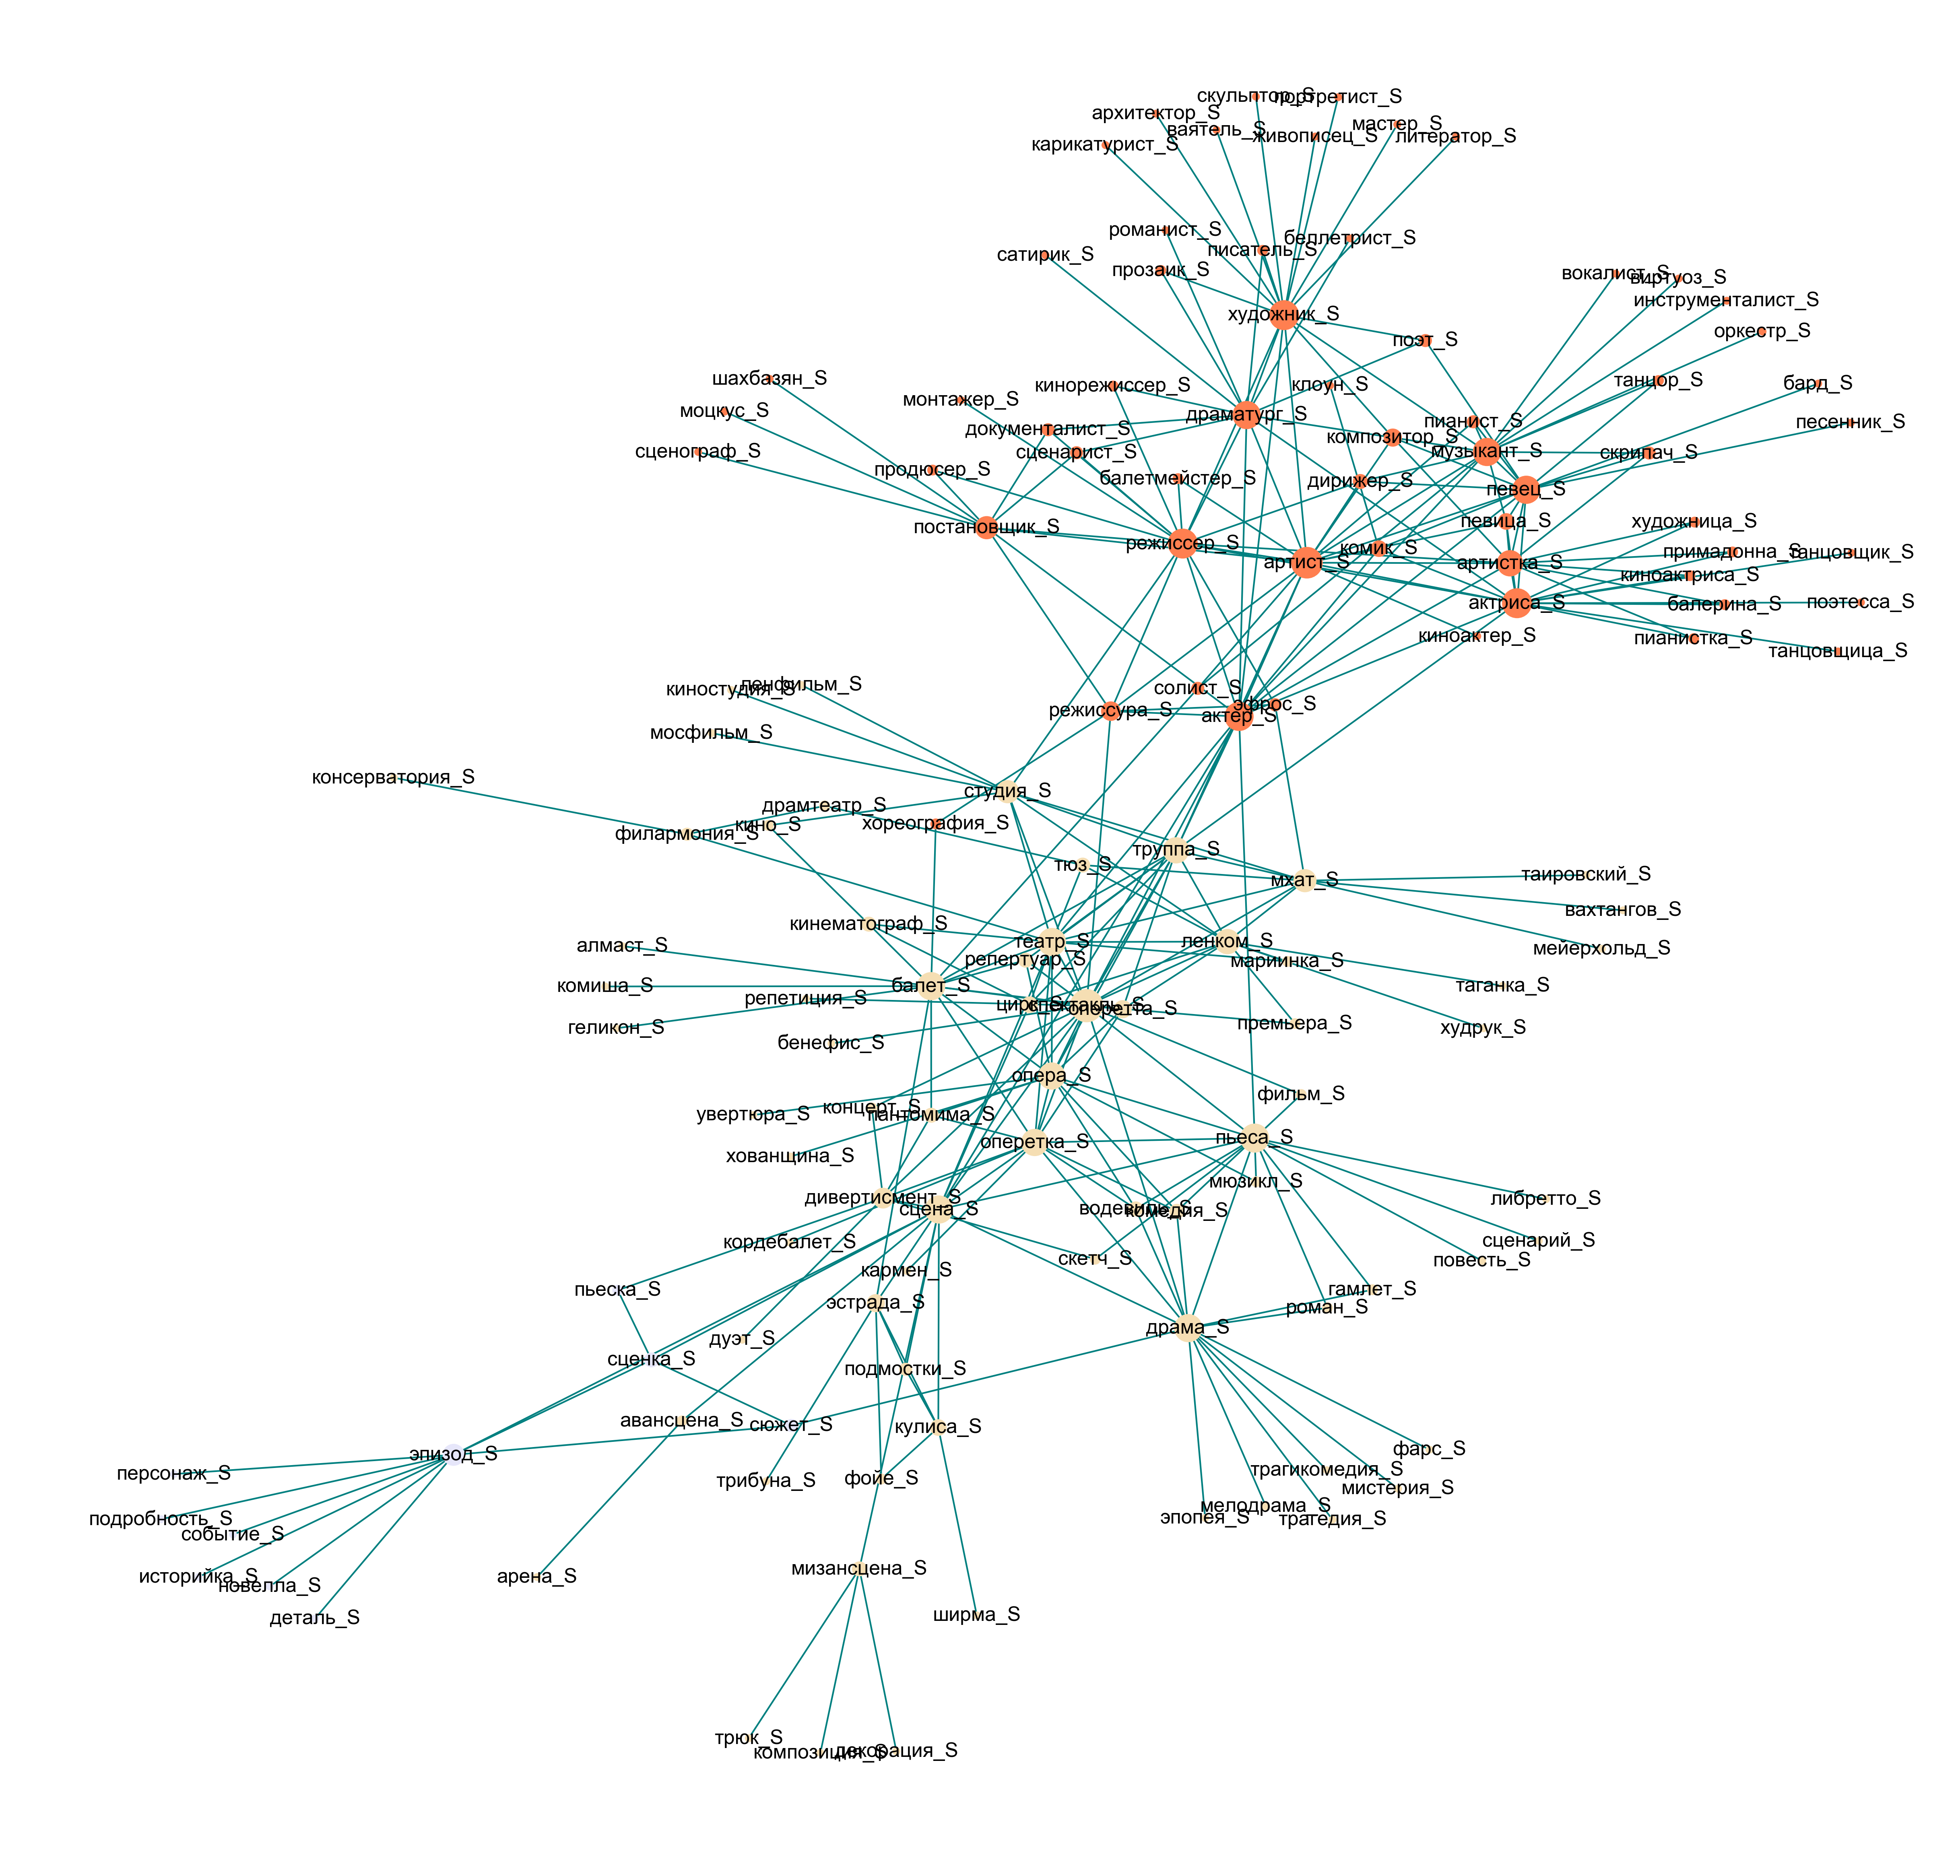 скульптор_S
портретист_S
архитектор_S
ваятель_S
живописец_S
мастер_S
литератор_S
карикатурист_S
романист_S
писатель_S
беллетрист_S
сатирик_S
прозаик_S
вокалист_S
виртуоз_S
инструменталист_S
художник_S
оркестр_S
поэт_S
шахбазян_S
кинорежиссер_S
клоун_S
танцор_S
бард_S
монтажер_S
моцкус_S
драматург_S
пианист_S
песенник_S
документалист_S
композитор_S
сценограф_S
сценарист_S
музыкант_S
скрипач_S
продюсер_S
балетмейстер_S
дирижер_S
певец_S
постановщик_S
певица_S
художница_S
режиссер_S
комик_S
артист_S
артистка_S
примадонна_S
танцовщик_S
киноактриса_S
актриса_S
балерина_S
поэтесса_S
киноактер_S
пианистка_S
танцовщица_S
киностудия_S
ленфильм_S
солист_S
эфрос_S
режиссура_S
актер_S
мосфильм_S
консерватория_S
студия_S
драмтеатр_S
филармония_S
кино_S
хореография_S
труппа_S
тюз_S
мхат_S
таировский_S
вахтангов_S
кинематограф_S
алмаст_S
театр_S
ленком_S
мейерхольд_S
репертуар_S
мариинка_S
комиша_S
балет_S
таганка_S
репетиция_S
цирк_S
спектакль_S
оперетта_S
геликон_S
премьера_S
худрук_S
бенефис_S
опера_S
фильм_S
увертюра_S
концерт_S
пантомима_S
оперетка_S
пьеса_S
хованщина_S
мюзикл_S
дивертисмент_S
сцена_S
водевиль_S
комедия_S
либретто_S
кордебалет_S
скетч_S
сценарий_S
повесть_S
кармен_S
пьеска_S
эстрада_S
гамлет_S
роман_S
дуэт_S
драма_S
сценка_S
подмостки_S
авансцена_S
сюжет_S
кулиса_S
эпизод_S
фарс_S
персонаж_S
трибуна_S
фойе_S
трагикомедия_S
мистерия_S
подробность_S
событие_S
мелодрама_S
эпопея_S
трагедия_S
историйка_S
новелла_S
арена_S
мизансцена_S
деталь_S
ширма_S
трюк_S
композиция_S
декорация_S